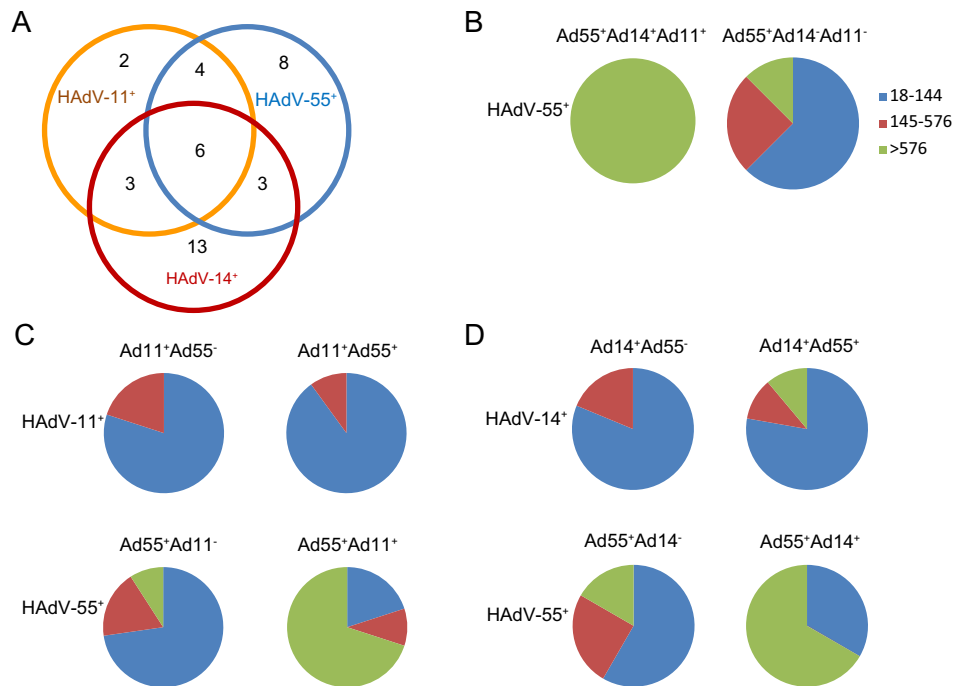 A
2
4
8
HAdV-11⁺
HAdV-55⁺
6
3
3
13
HAdV-14⁺
B
Ad55⁺Ad14⁺Ad11⁺
Ad55⁺Ad14⁻Ad11⁻
HAdV-55⁺
18-144
145-576
>576
C
Ad11⁺Ad55⁻
Ad11⁺Ad55⁺
HAdV-11⁺
Ad55⁺Ad11⁻
Ad55⁺Ad11⁺
HAdV-55⁺
D
Ad14⁺Ad55⁻
Ad14⁺Ad55⁺
HAdV-14⁺
Ad55⁺Ad14⁻
Ad55⁺Ad14⁺
HAdV-55⁺